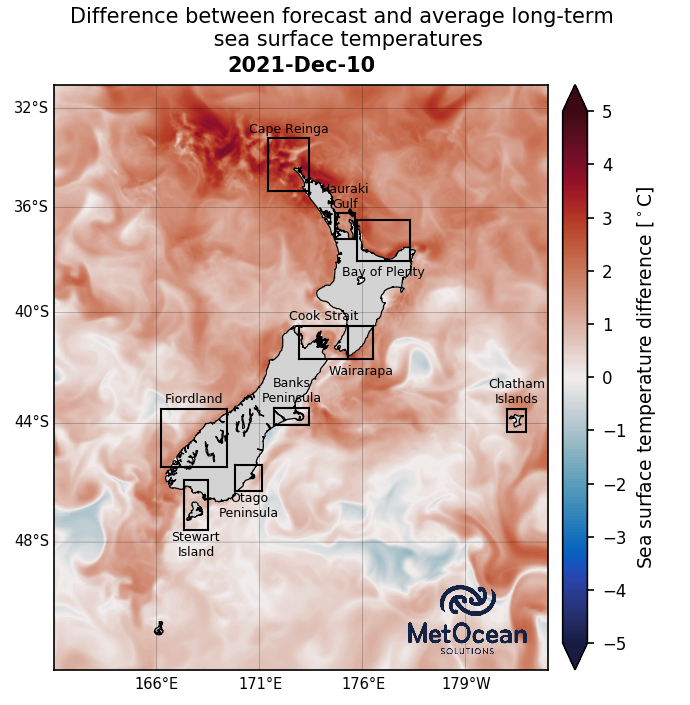 Difference between forecast and average long-term
sea surface temperatures
2021-Dec-10
32°S
36°S
40°S
44°S
48°S
166°E
171°E
176°E
179°W
Cape Reinga
Hauraki
Gulf
Bay of Plenty
Cook Strait
Wairarapa
Banks
Peninsula
Fiordland
Chatham
Islands
Otago
Peninsula
Stewart
Island
MetOcean
SOLUTIONS
5
4
3
2
1
0
−1
−2
−3
−4
−5
Sea surface temperature difference [°C]